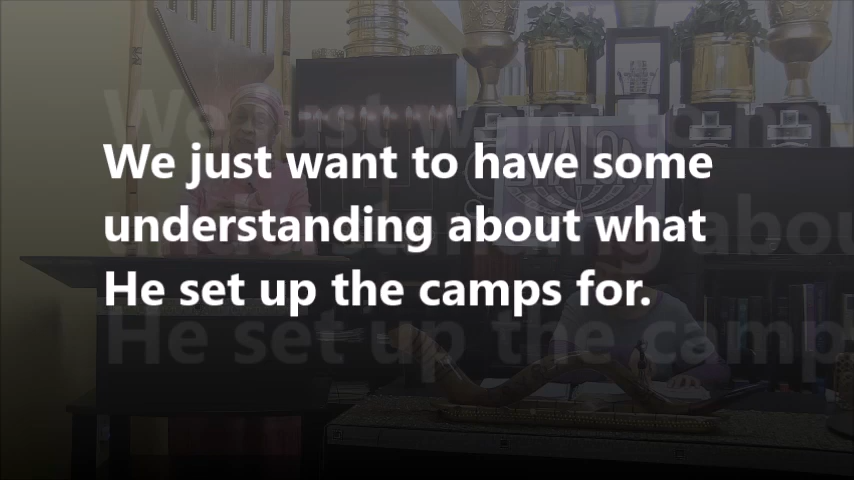 We just want to have some
understanding about what
He set up the camps for.